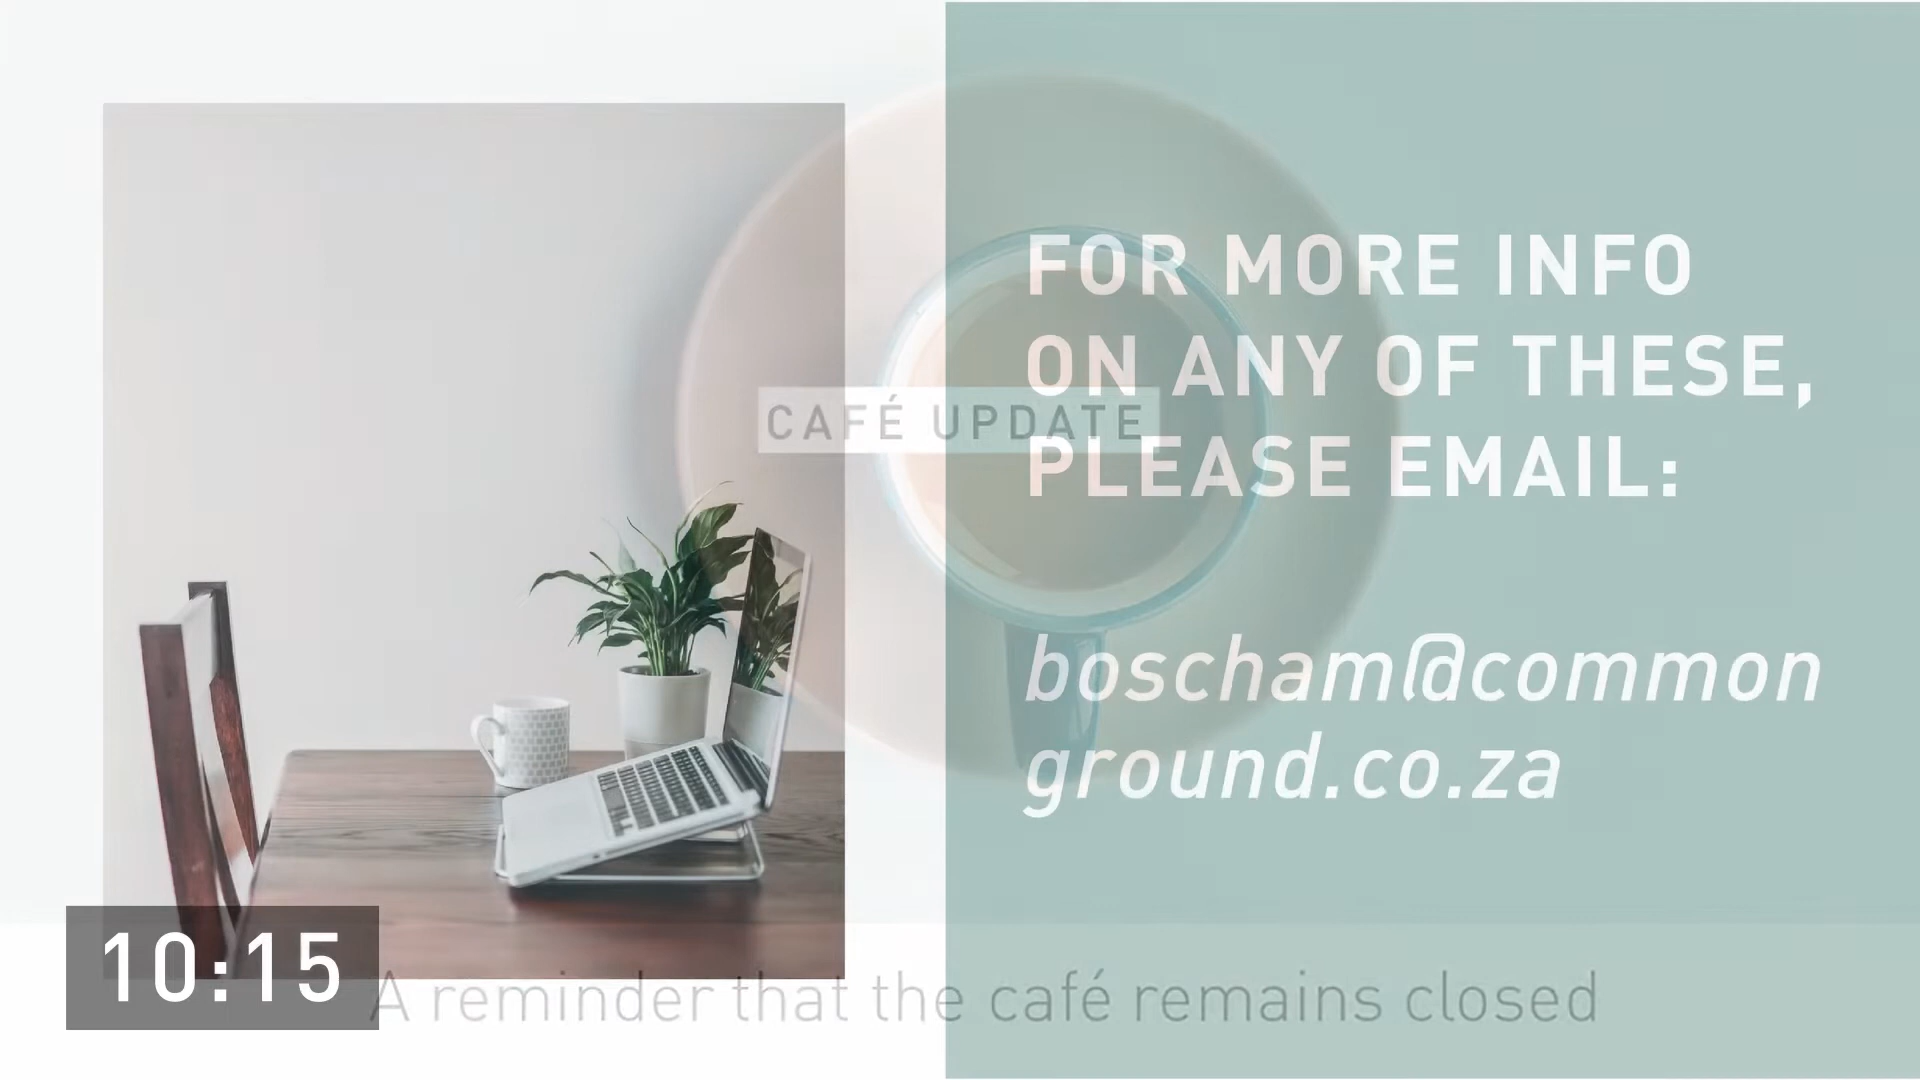 FOR MORE INFO
ON ANY OF THESE,
CAFÉ UPDATE
PLEASE EMAIL:
boscham@common
ground.co.za
10:15
A reminder that the café remains closed